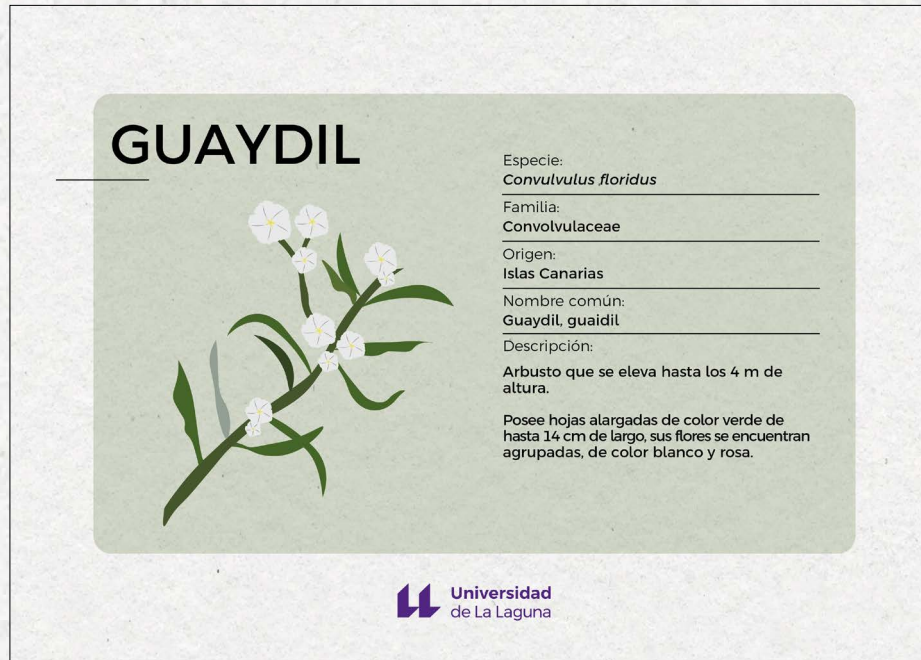 GUAYDIL
Especie:
Convulvulus floridus
Familia:
Convolvulaceae
Origen:
Islas Canarias
Nombre común:
Guaydil, guaidil
Descripción:
Arbusto que se eleva hasta los 4 m de
altura.
Posee hojas alargadas de color verde de
hasta 14 cm de largo, sus flores se encuentran
agrupadas, de color blanco y rosa.
Universidad
de La Laguna